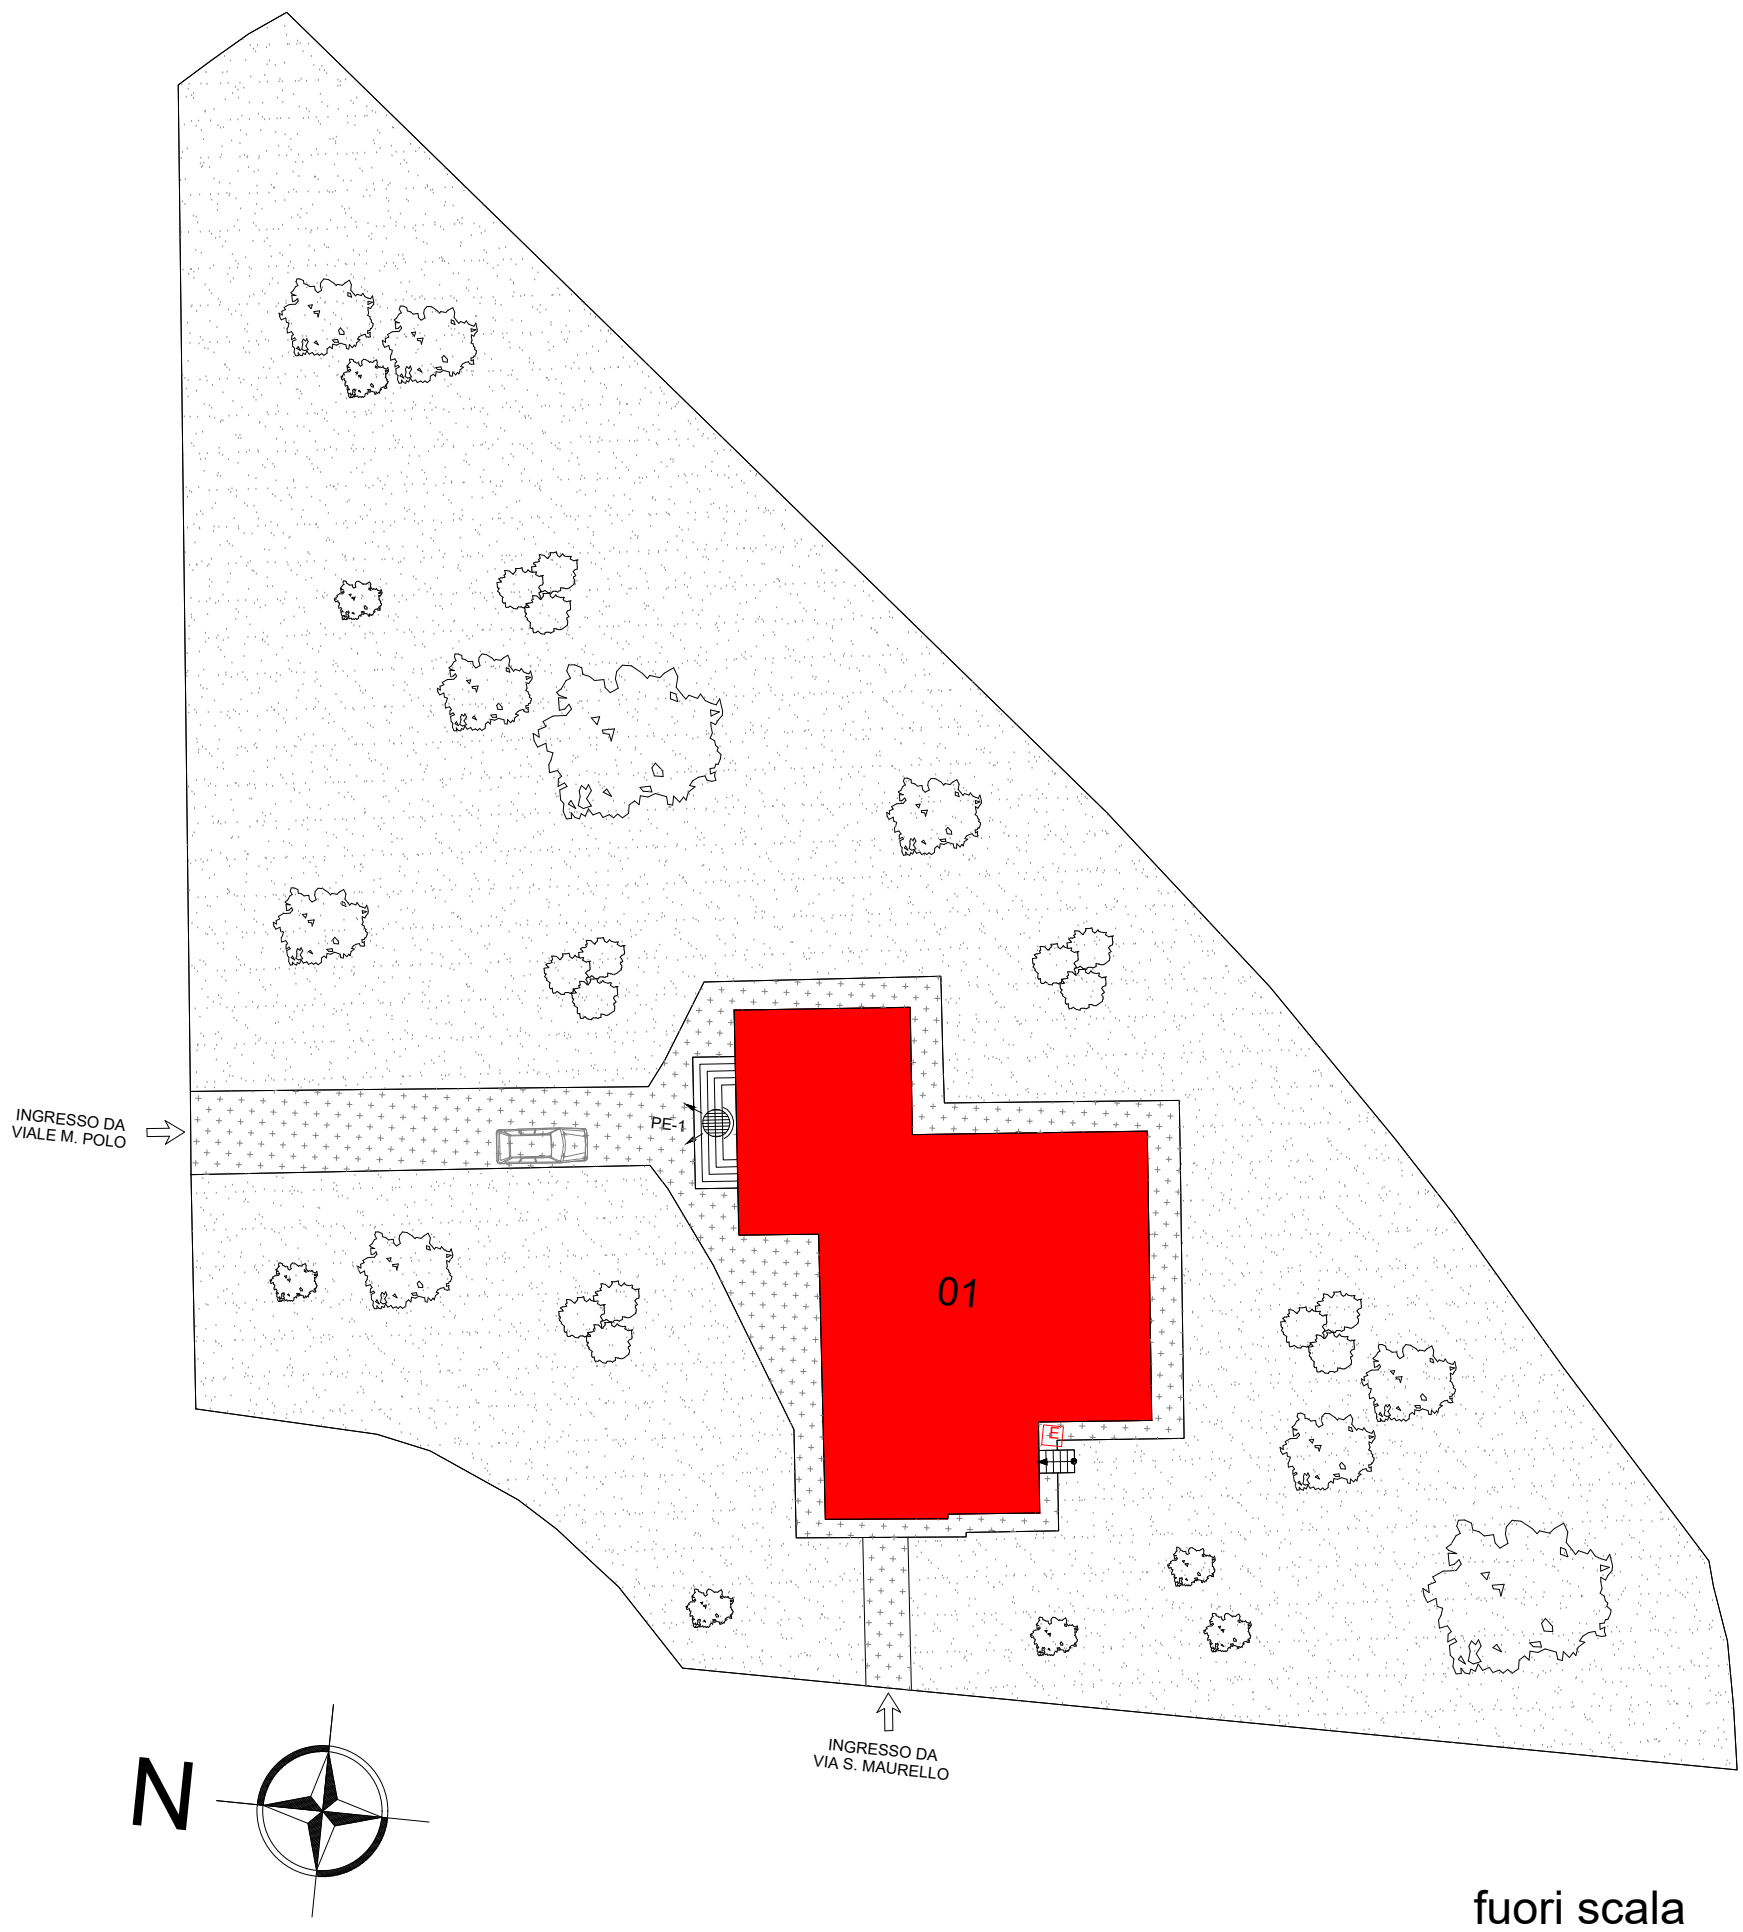 INGRESSO DA
VIALE M. POLO
PE-1
01
E
INGRESSO DA
VIA S. MAURELLO
N
fuori scala